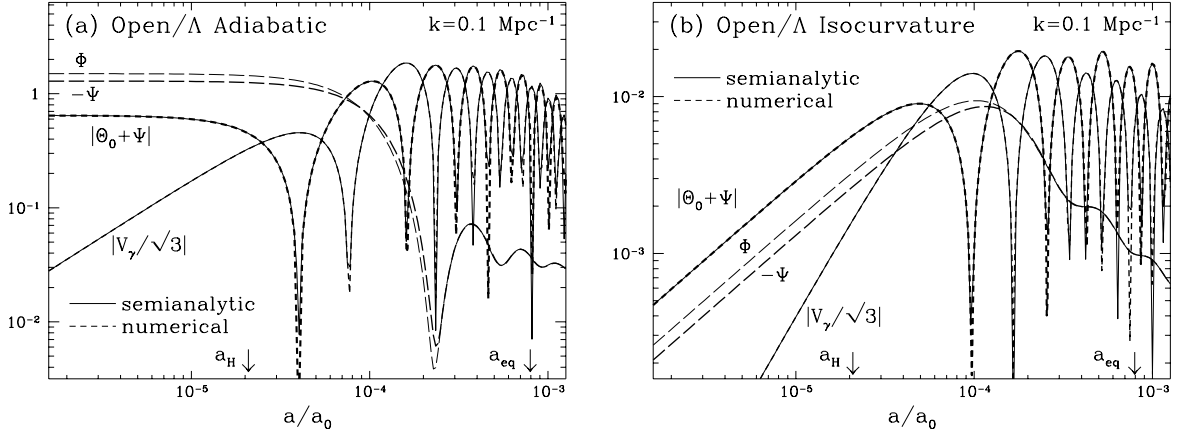 (a) Open/Λ Adiabatic k=0.1 Mpc⁻¹
Φ
−Ψ
1
|Θ₀+Ψ|
10⁻¹
|V_γ/√3|
semianalytic
numerical
10⁻²
a_H
a_eq
10⁻⁵ 10⁻⁴ 10⁻³
a/a₀
(b) Open/Λ Isocurvature k=0.1 Mpc⁻¹
semianalytic
numerical
10⁻²
|Θ₀+Ψ|
Φ
−Ψ
10⁻³
|V_γ/√3|
a_H
a_eq
10⁻⁵ 10⁻⁴ 10⁻³
a/a₀